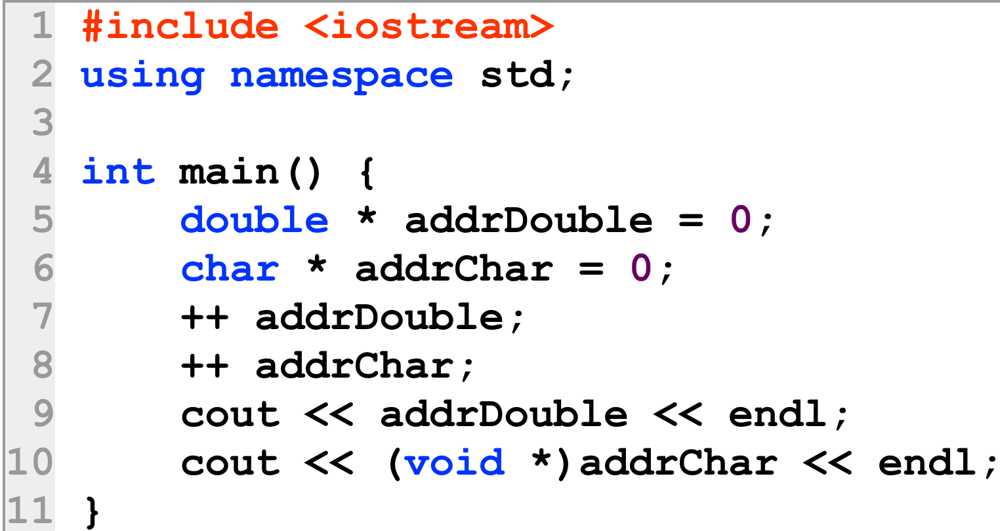 1 #include <iostream>
2 using namespace std;
3
4 int main() {
5     double * addrDouble = 0;
6     char * addrChar = 0;
7     ++ addrDouble;
8     ++ addrChar;
9     cout << addrDouble << endl;
10     cout << (void *)addrChar << endl;
11 }